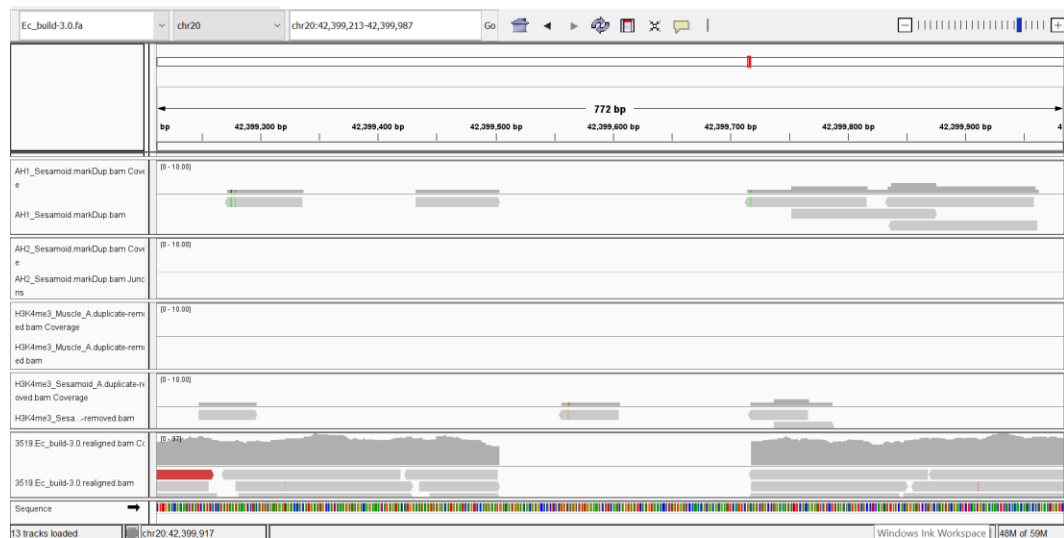 Ec_build-3.0.fa chr20 chr20:42,399,213-42,399,987 Go
772 bp
bp 42,399,300 bp 42,399,400 bp 42,399,500 bp 42,399,600 bp 42,399,700 bp 42,399,800 bp 42,399,900 bp 4
AH1_Sesamoid.markDup.bam Cove
e
[0 - 10.00]
AH1_Sesamoid.markDup.bam
AH2_Sesamoid.markDup.bam Cove
e
[0 - 10.00]
AH2_Sesamoid.markDup.bam Junc
ns
H3K4me3_Muscle_A.duplicate-rem
ed.bam Coverage
[0 - 10.00]
H3K4me3_Muscle_A.duplicate-rem
ed.bam
H3K4me3_Sesamoid_A.duplicate-re
oved.bam Coverage
[0 - 10.00]
H3K4me3_Sesa...-removed.bam
3519.Ec_build-3.0.realigned.bam Co
[0 - 37]
3519.Ec_build-3.0.realigned.bam
Sequence
13 tracks loaded chr20:42,399,917 Windows Ink Workspace 48M of 59M